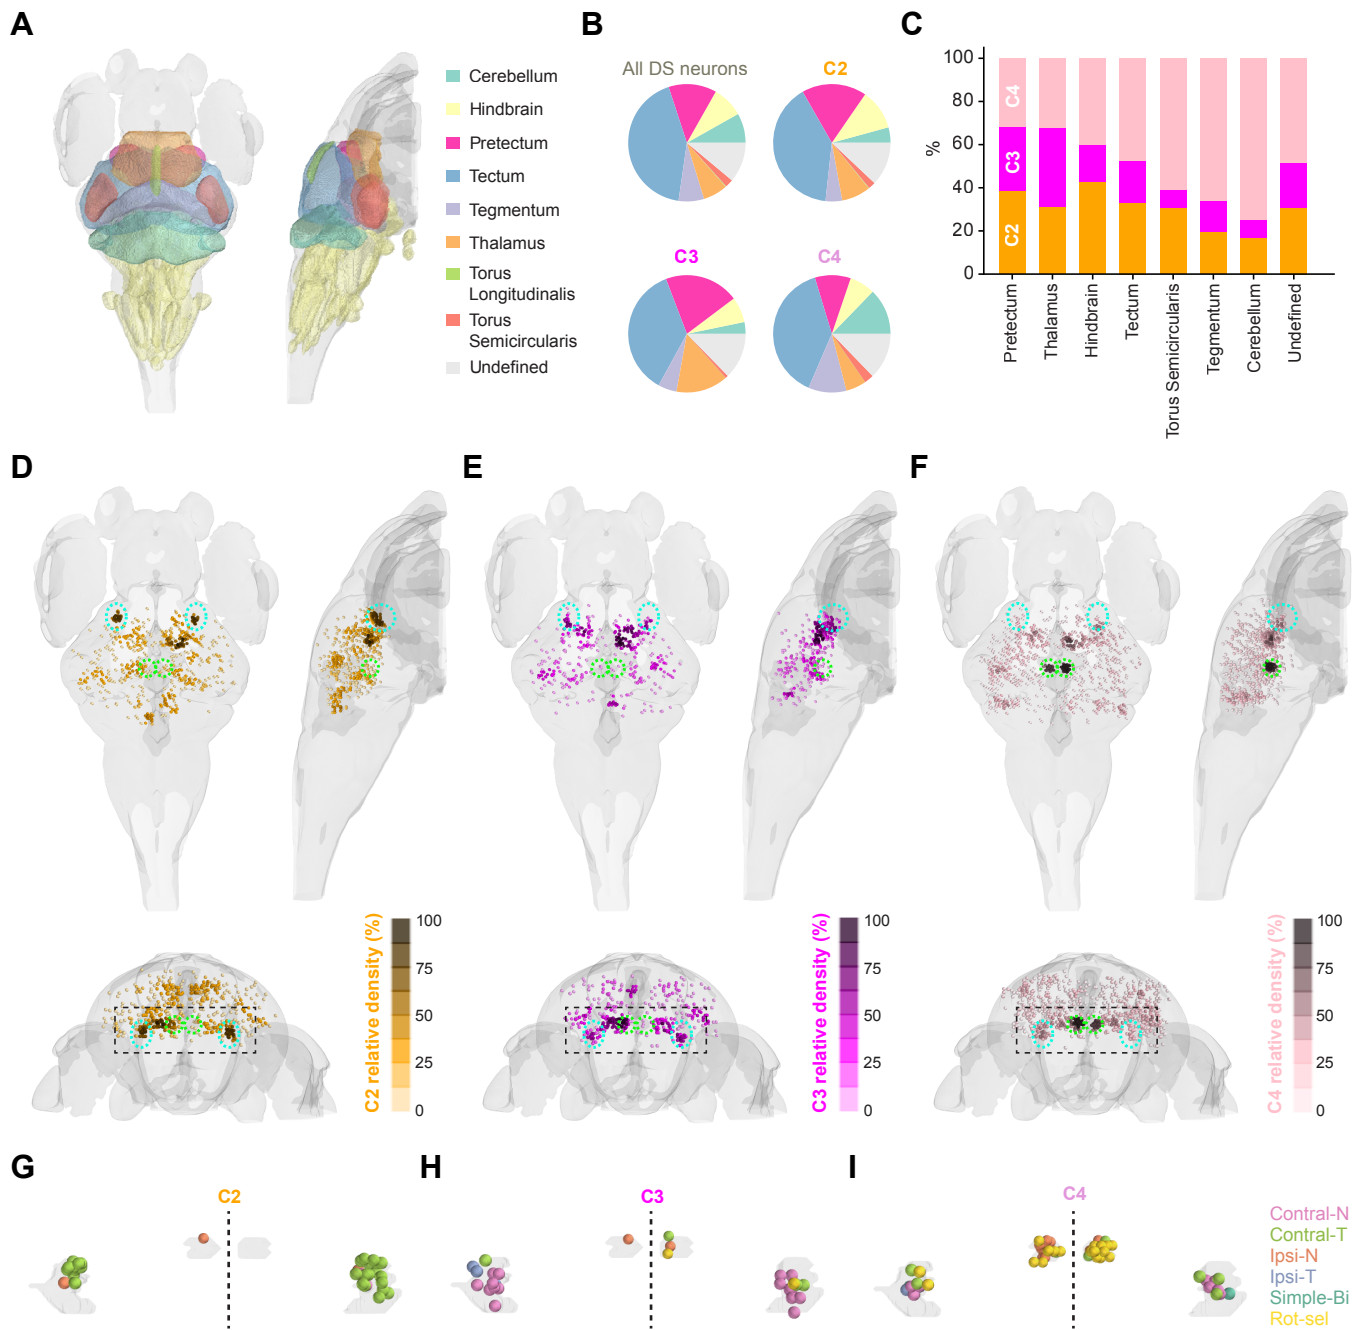 A
B
C
Cerebellum
Hindbrain
Pretectum
Tectum
Tegmentum
Thalamus
Torus
Longitudinalis
Torus
Semicircularis
Undefined
All DS neurons
C2
C3
C4
100
80
60
40
20
0
%
C4
C3
C2
Pretectum
Thalamus
Hindbrain
Tectum
Torus Semicircularis
Tegmentum
Cerebellum
Undefined
D
E
F
C2 relative density (%)
100
75
50
25
0
C3 relative density (%)
100
75
50
25
0
C4 relative density (%)
100
75
50
25
0
G
H
I
C2
C3
C4
Contral-N
Contral-T
Ipsi-N
Ipsi-T
Simple-Bi
Rot-sel